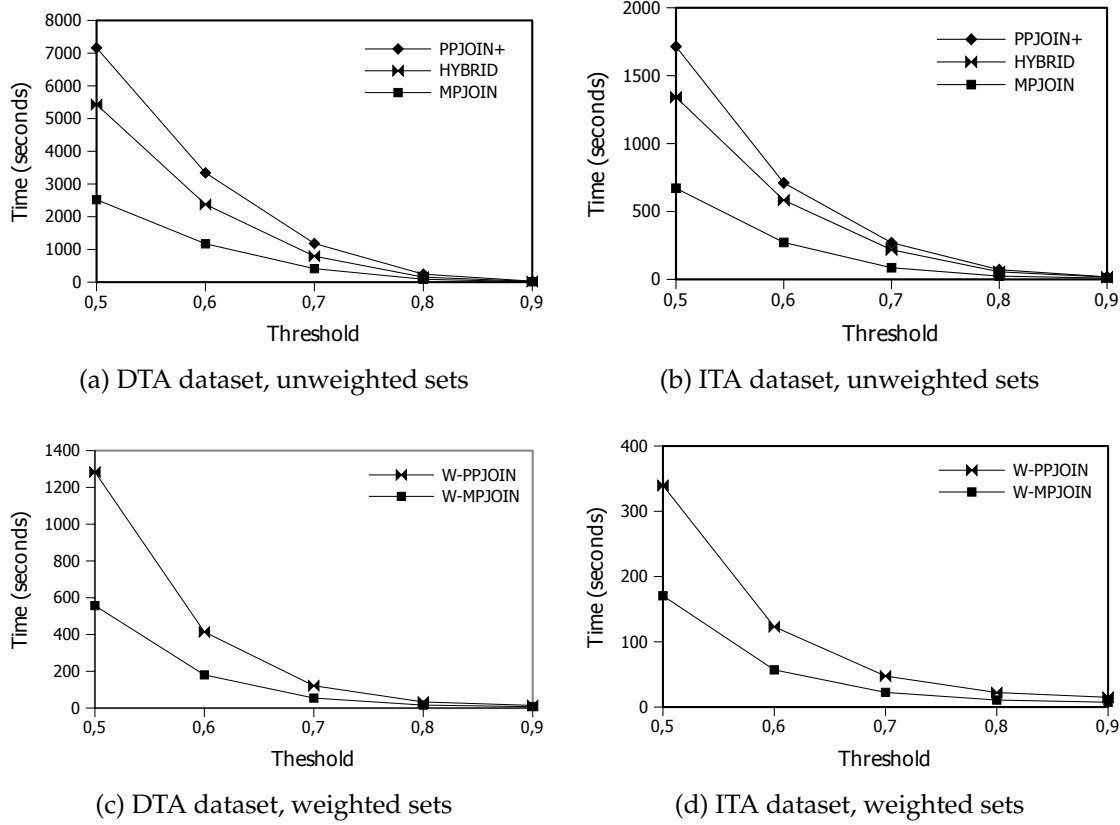 8000
7000
6000
5000
4000
3000
2000
1000
0
Time (seconds)
PPJOIN+
HYBRID
MPJOIN
0,5 0,6 0,7 0,8 0,9
Threshold
(a) DTA dataset, unweighted sets
2000
1500
1000
500
0
Time (seconds)
PPJOIN+
HYBRID
MPJOIN
0,5 0,6 0,7 0,8 0,9
Threshold
(b) ITA dataset, unweighted sets
1400
1200
1000
800
600
400
200
0
Time (seconds)
W-PPJOIN
W-MPJOIN
0,5 0,6 0,7 0,8 0,9
Theshold
(c) DTA dataset, weighted sets
400
300
200
100
0
Time (seconds)
W-PPJOIN
W-MPJOIN
0,5 0,6 0,7 0,8 0,9
Threshold
(d) ITA dataset, weighted sets